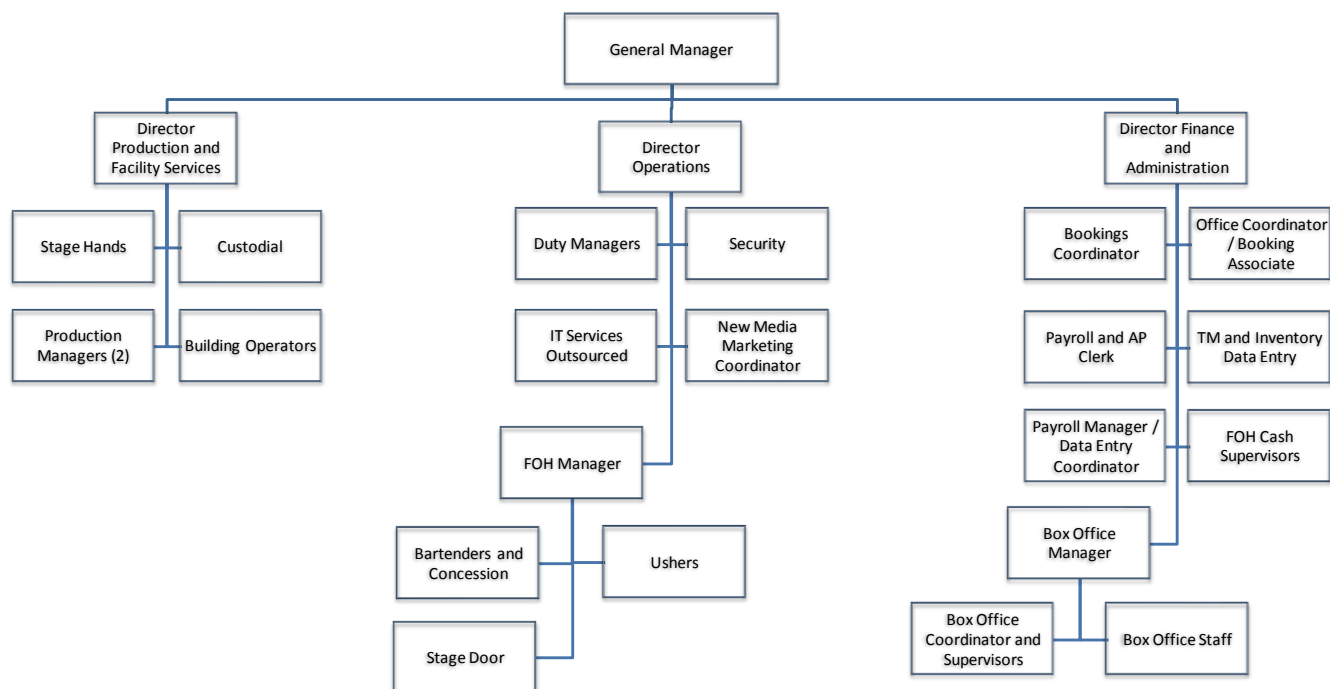 General Manager
Director
Production and
Facility Services
Director
Operations
Director Finance
and
Administration
Stage Hands
Custodial
Duty Managers
Security
Bookings
Coordinator
Office Coordinator
/ Booking
Associate
Production
Managers (2)
Building Operators
IT Services
Outsourced
New Media
Marketing
Coordinator
Payroll and AP
Clerk
TM and Inventory
Data Entry
FOH Manager
Payroll Manager /
Data Entry
Coordinator
FOH Cash
Supervisors
Bartenders and
Concession
Ushers
Box Office
Manager
Stage Door
Box Office
Coordinator and
Supervisors
Box Office Staff